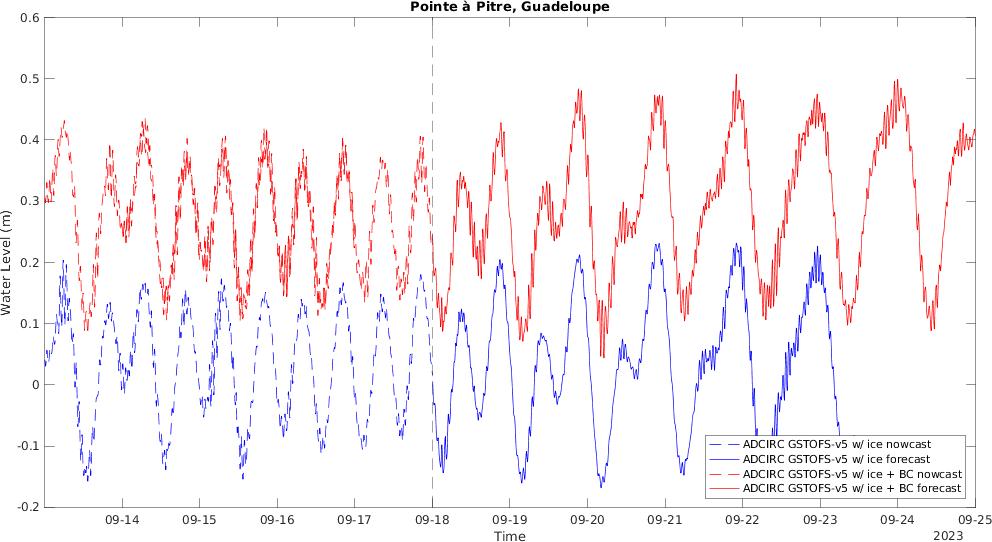 Pointe à Pitre, Guadeloupe
Water Level (m)
0.6
0.5
0.4
0.3
0.2
0.1
0
-0.1
-0.2
ADCIRC GSTOFS-v5 w/ ice nowcast
ADCIRC GSTOFS-v5 w/ ice forecast
ADCIRC GSTOFS-v5 w/ ice + BC nowcast
ADCIRC GSTOFS-v5 w/ ice + BC forecast
09-14 09-15 09-16 09-17 09-18 09-19 09-20 09-21 09-22 09-23 09-24 09-25
Time
2023